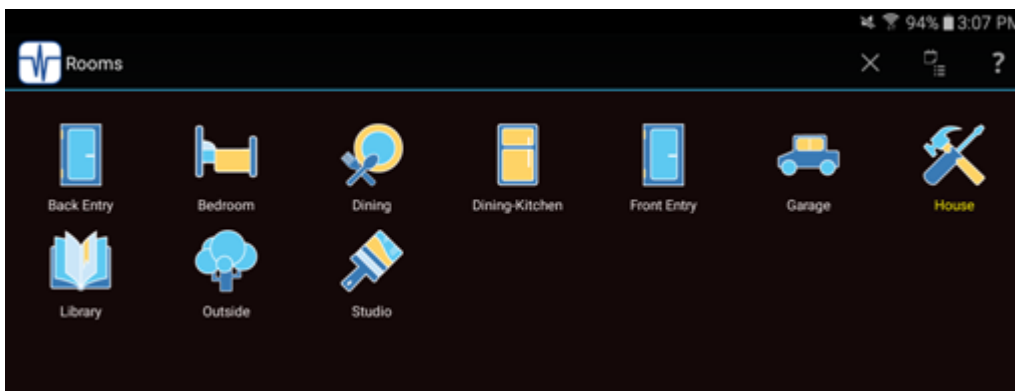 94% 3:07 PM
Rooms ?
Back Entry Bedroom Dining Dining-Kitchen Front Entry Garage House
Library Outside Studio